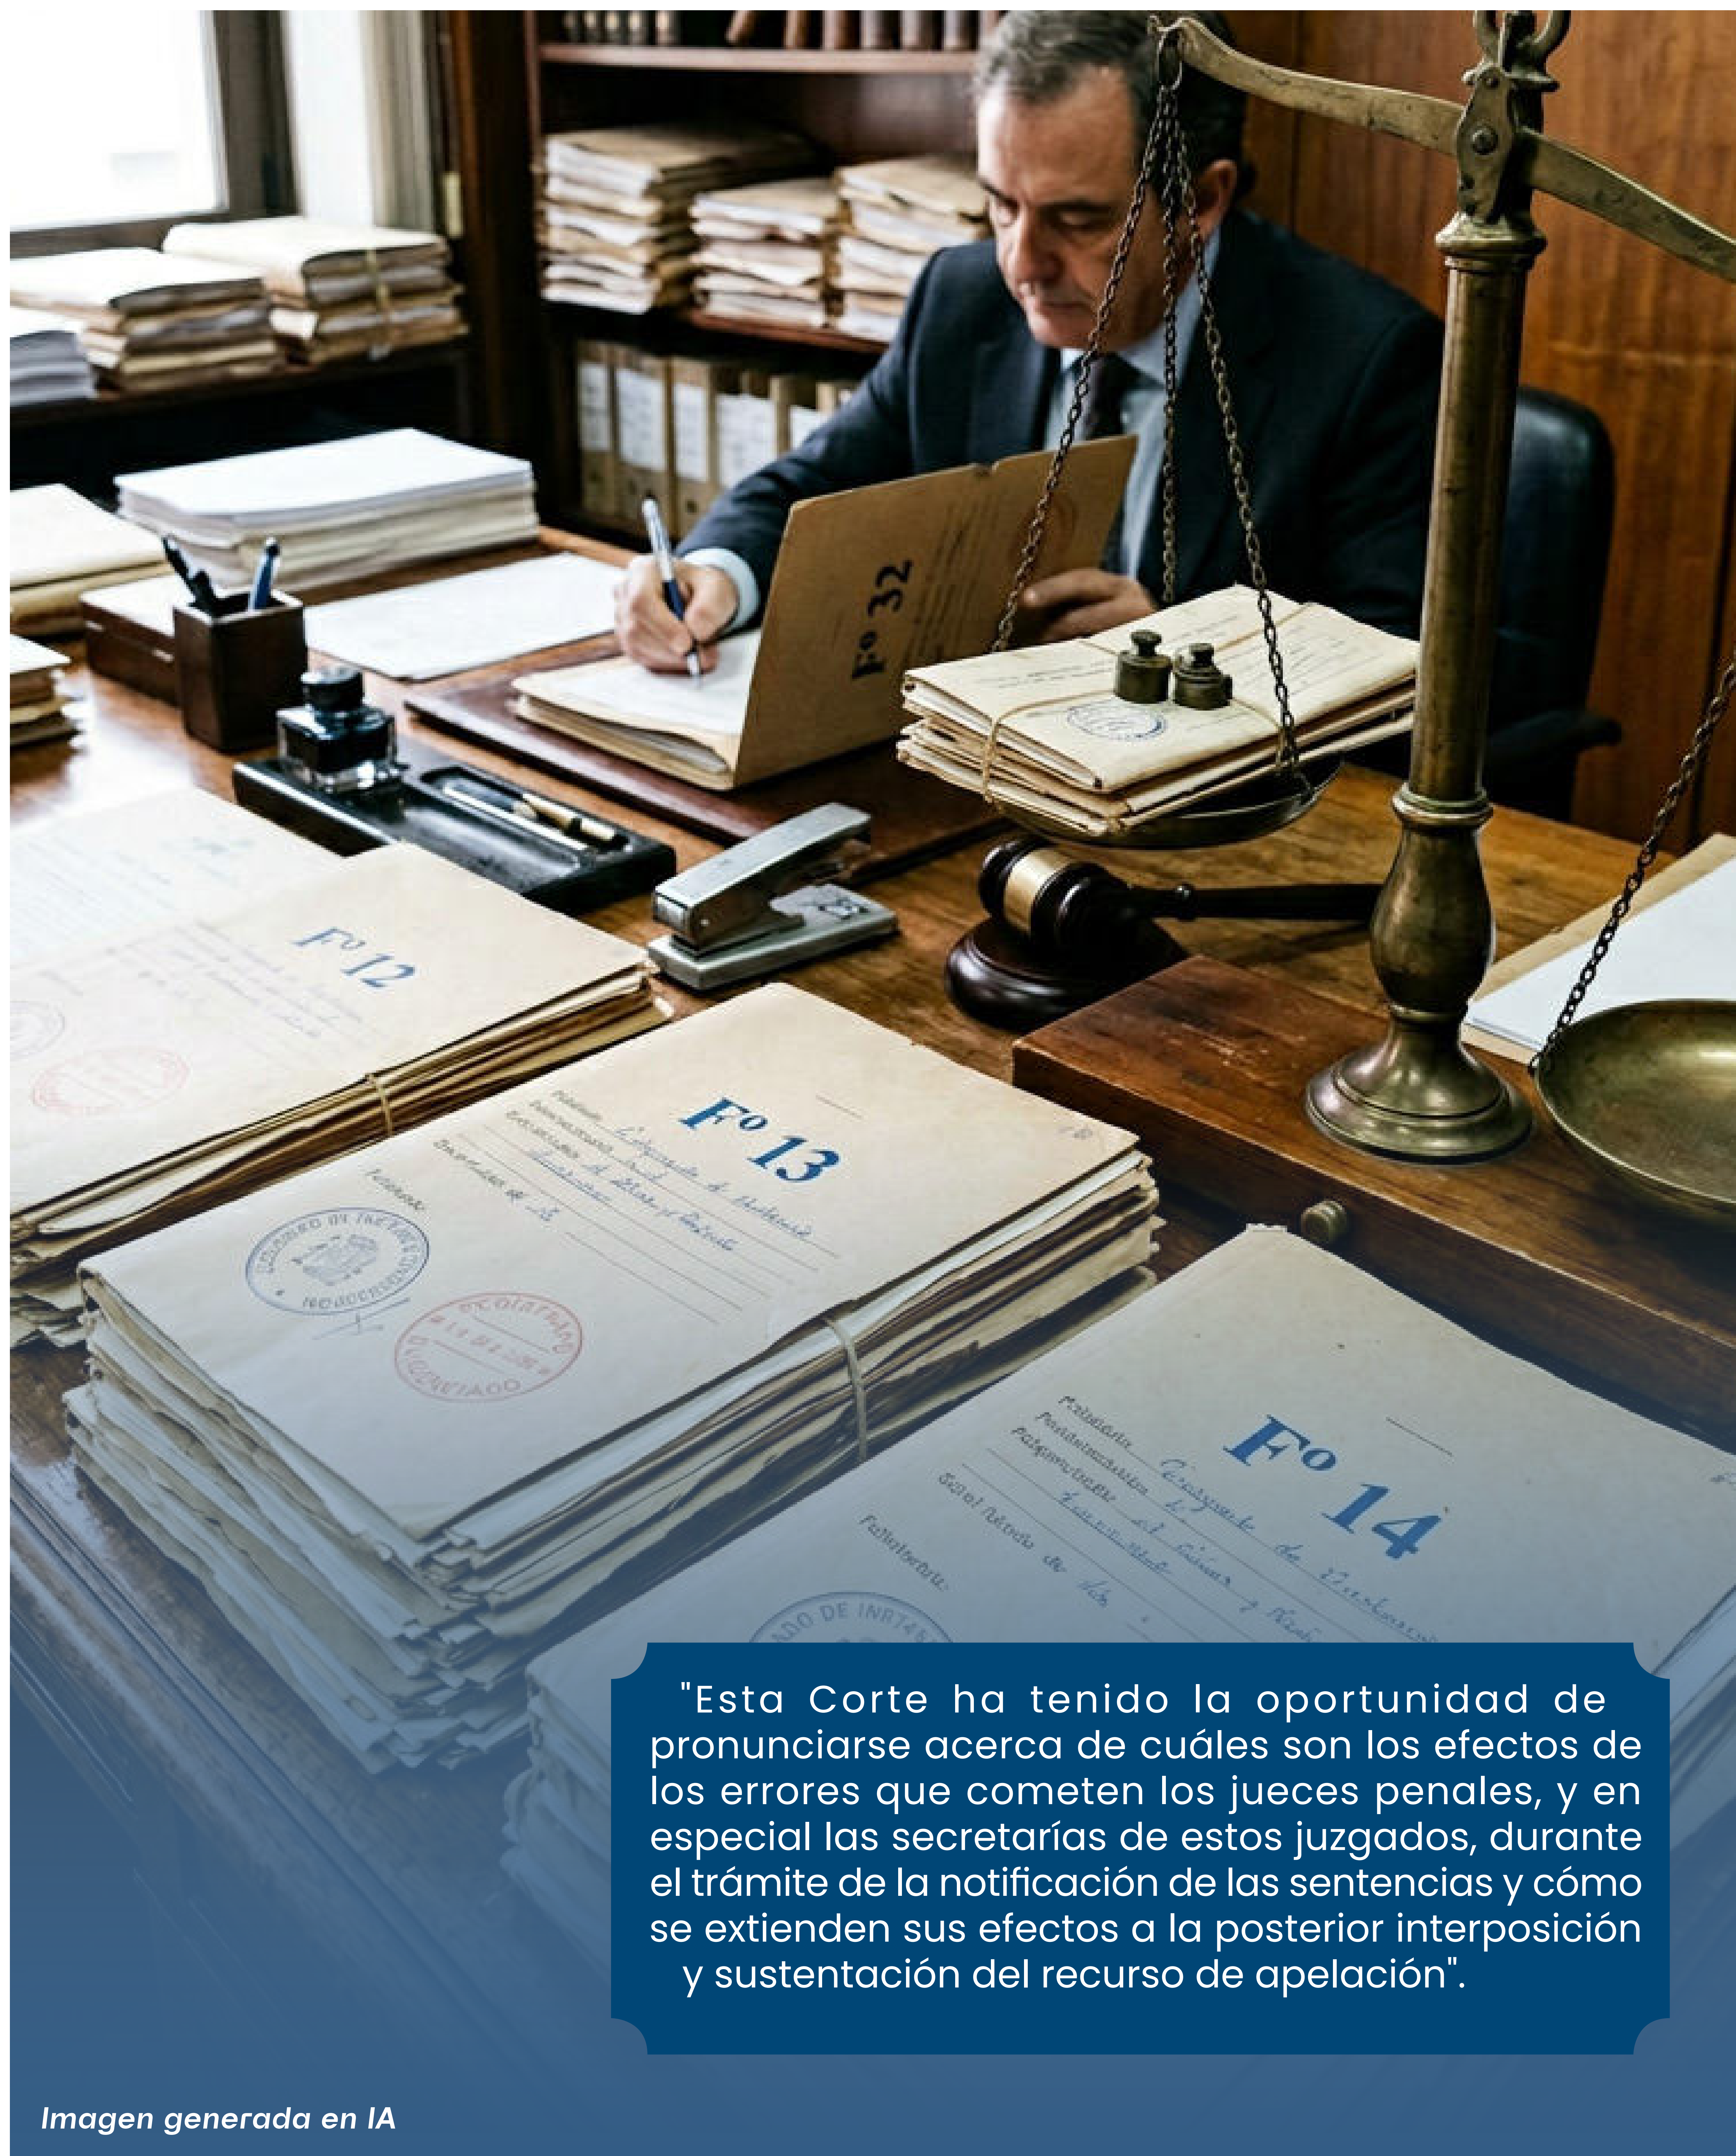 Fº 32
Fº 12
Fº 13
Fº 14
"Esta Corte ha tenido la oportunidad de
pronunciarse acerca de cuáles son los efectos de
los errores que cometen los jueces penales, y en
especial las secretarías de estos juzgados, durante
el trámite de la notificación de las sentencias y cómo
se extienden sus efectos a la posterior interposición
y sustentación del recurso de apelación".
Imagen generada en IA